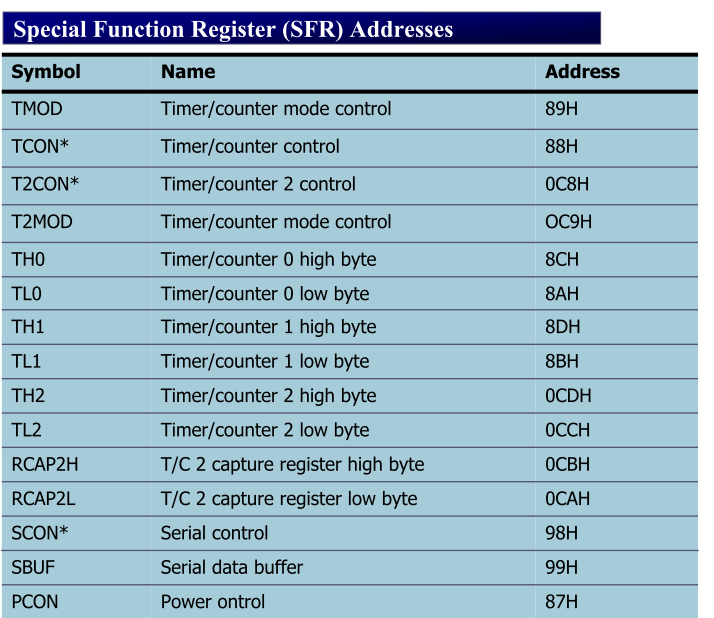 Special Function Register (SFR) Addresses
Symbol Name Address
TMOD Timer/counter mode control 89H
TCON* Timer/counter control 88H
T2CON* Timer/counter 2 control 0C8H
T2MOD Timer/counter mode control OC9H
TH0 Timer/counter 0 high byte 8CH
TL0 Timer/counter 0 low byte 8AH
TH1 Timer/counter 1 high byte 8DH
TL1 Timer/counter 1 low byte 8BH
TH2 Timer/counter 2 high byte 0CDH
TL2 Timer/counter 2 low byte 0CCH
RCAP2H T/C 2 capture register high byte 0CBH
RCAP2L T/C 2 capture register low byte 0CAH
SCON* Serial control 98H
SBUF Serial data buffer 99H
PCON Power ontrol 87H